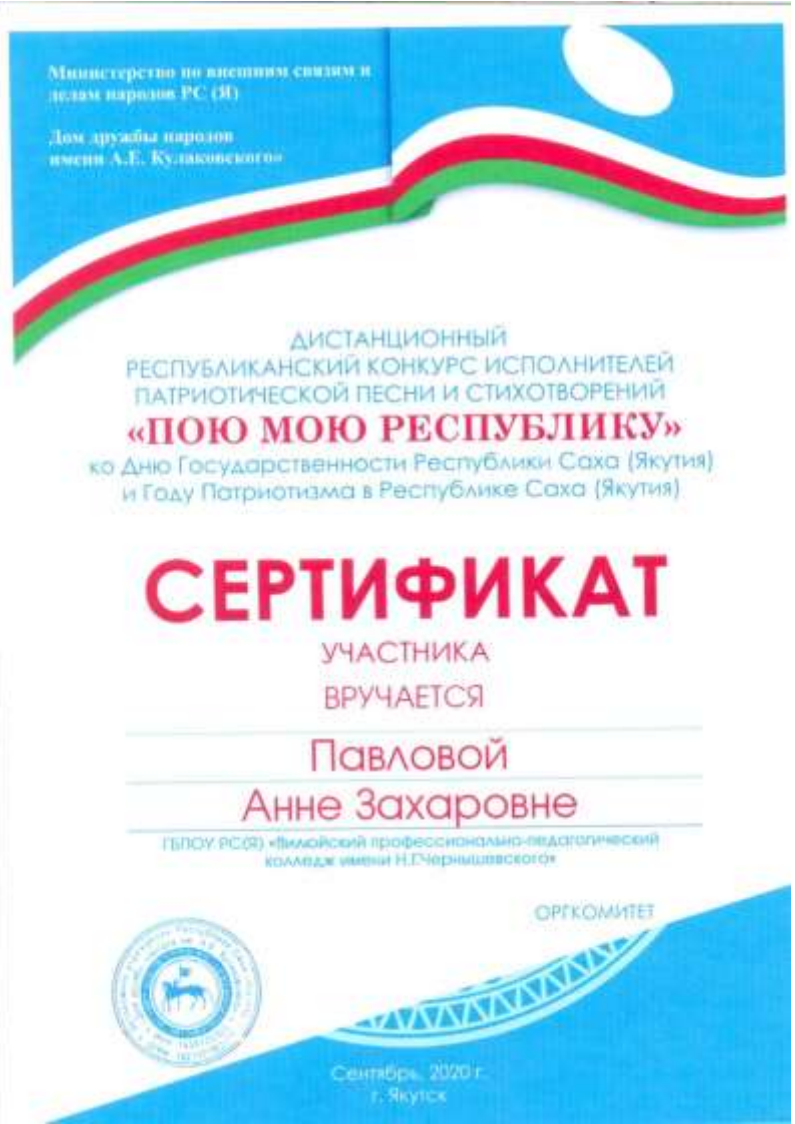 Министерство по внешним связям и
делам народов РС (Я)
Дом дружбы народов
имени А.Е. Кулаковского»
ДИСТАНЦИОННЫЙ
РЕСПУБЛИКАНСКИЙ КОНКУРС ИСПОЛНИТЕЛЕЙ
ПАТРИОТИЧЕСКОЙ ПЕСНИ И СТИХОТВОРЕНИЙ
«ПОЮ МОЮ РЕСПУБЛИКУ»
ко Дню Государственности Республики Саха (Якутия)
и Году Патриотизма в Республике Саха (Якутия)
СЕРТИФИКАТ
УЧАСТНИКА
ВРУЧАЕТСЯ
Павловой
Анне Захаровне
ГБПОУ РС(Я) «Вилюйский профессионально-педагогический
колледж имени Н.Г.Чернышевского»
ОРГКОМИТЕТ
Сентябрь, 2020 г.
г. Якутск